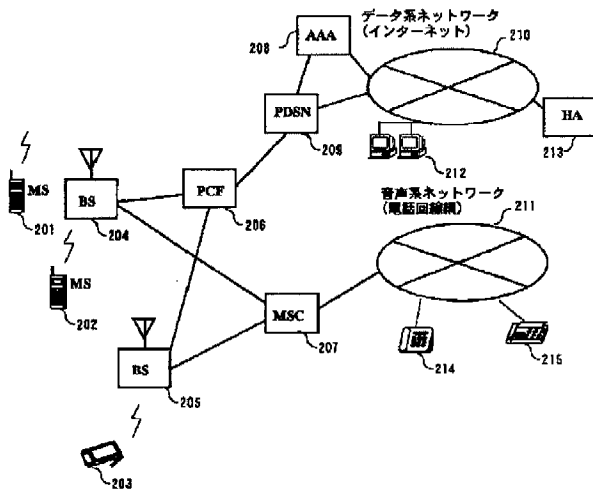 データ系ネットワーク
(インターネット)
210
AAA
208
PDSN
209
HA
213
212
MS
201
BS
204
PCF
206
音声系ネットワーク
(電話回線網)
211
MS
202
MSC
207
BS
205
214
215
203